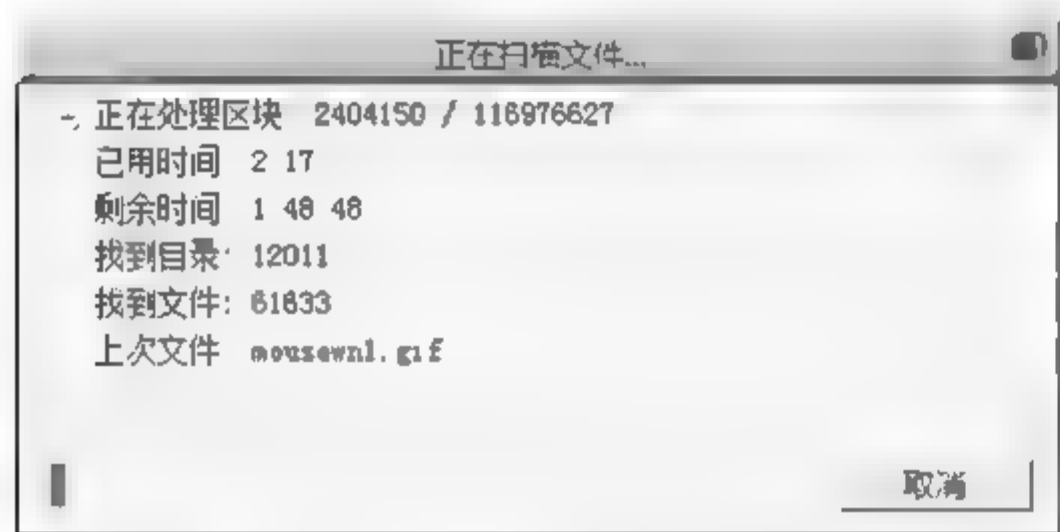 正在扫描文件...
正在处理区块 2404150 / 116976627
已用时间 2 17
剩余时间 1 48 48
找到目录: 12011
找到文件: 61633
上次文件 mousewnl.gif
取消